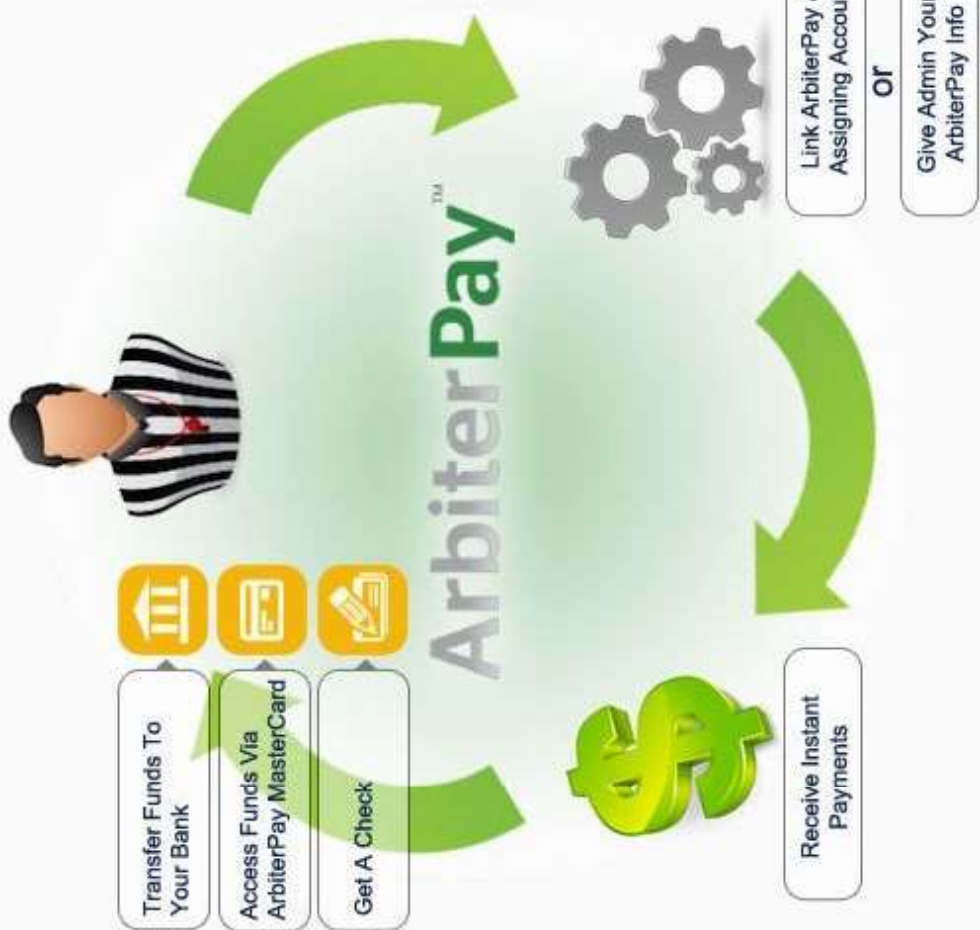 Transfer Funds To
Your Bank
Access Funds Via
ArbiterPay MasterCard
Get A Check
ArbiterPay™
Link ArbiterPay
Assigning
or
Give Admin Your
ArbiterPay Info
Receive Instant
Payments